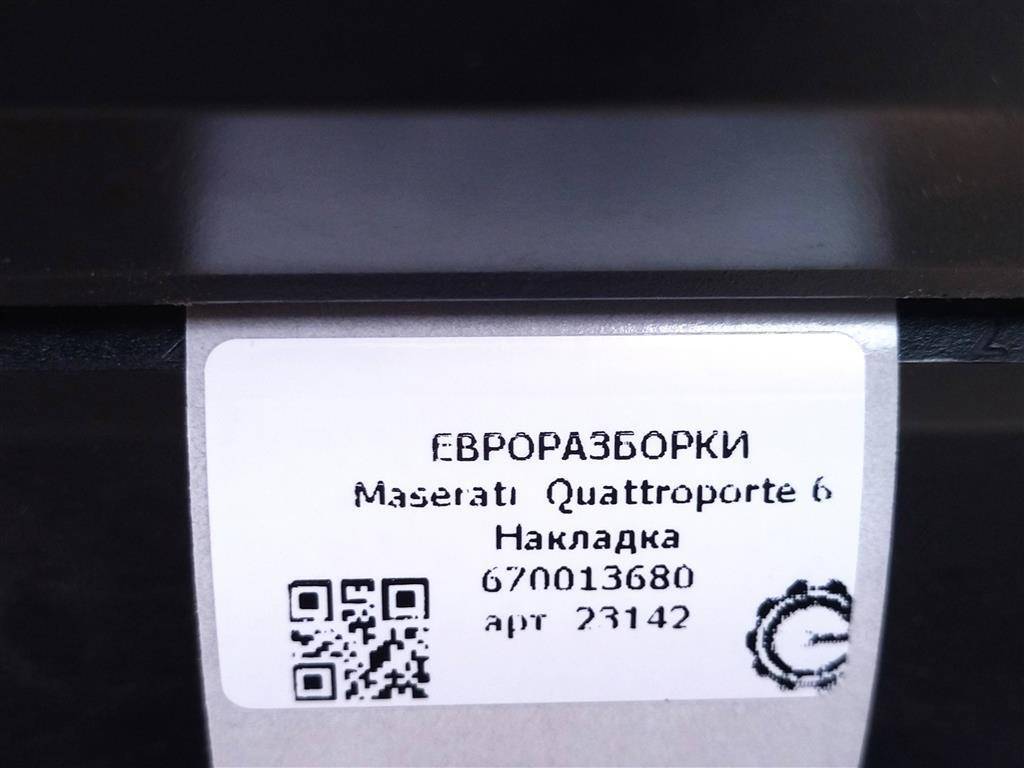 ЕВРОРАЗБОРКИ
Maserati Quattroporte 6
Накладка
670013680
арт 23142